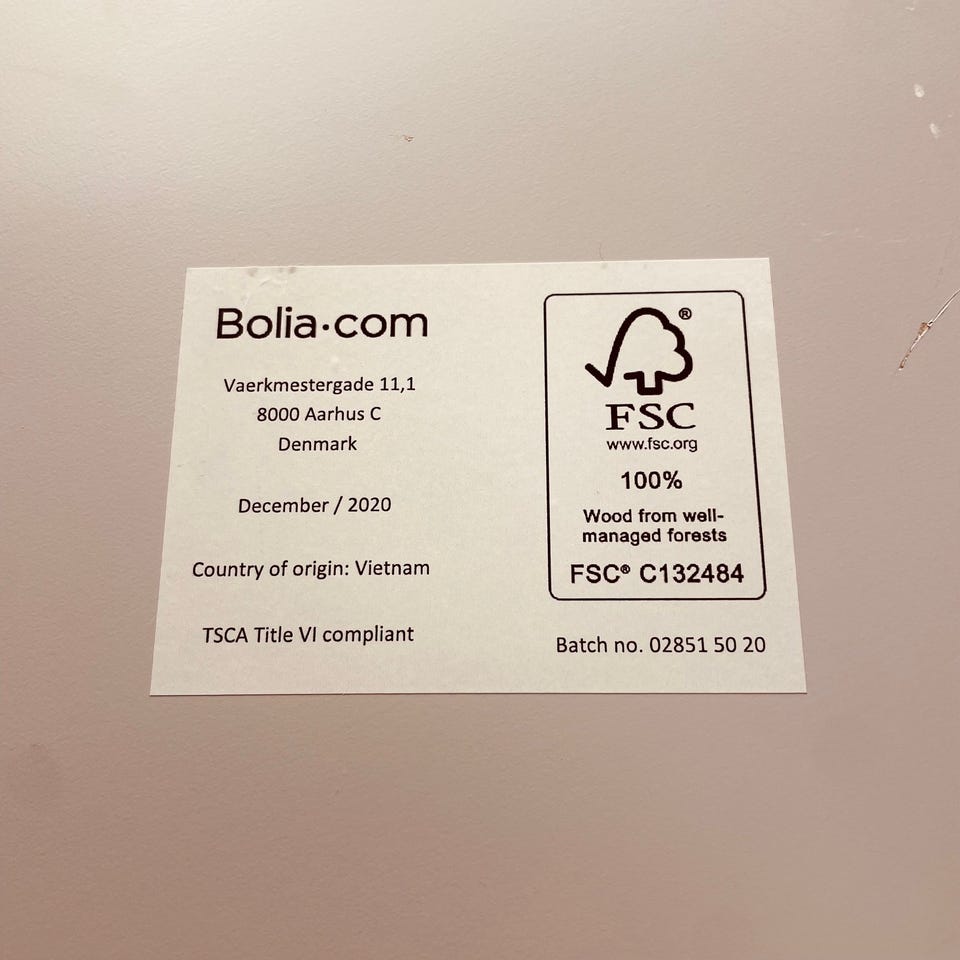 Bolia·com
Vaerkmestergade 11,1
8000 Aarhus C
Denmark
December / 2020
Country of origin: Vietnam
TSCA Title VI compliant
®
FSC
www.fsc.org
100%
Wood from well-
managed forests
FSC® C132484
Batch no. 02851 50 20